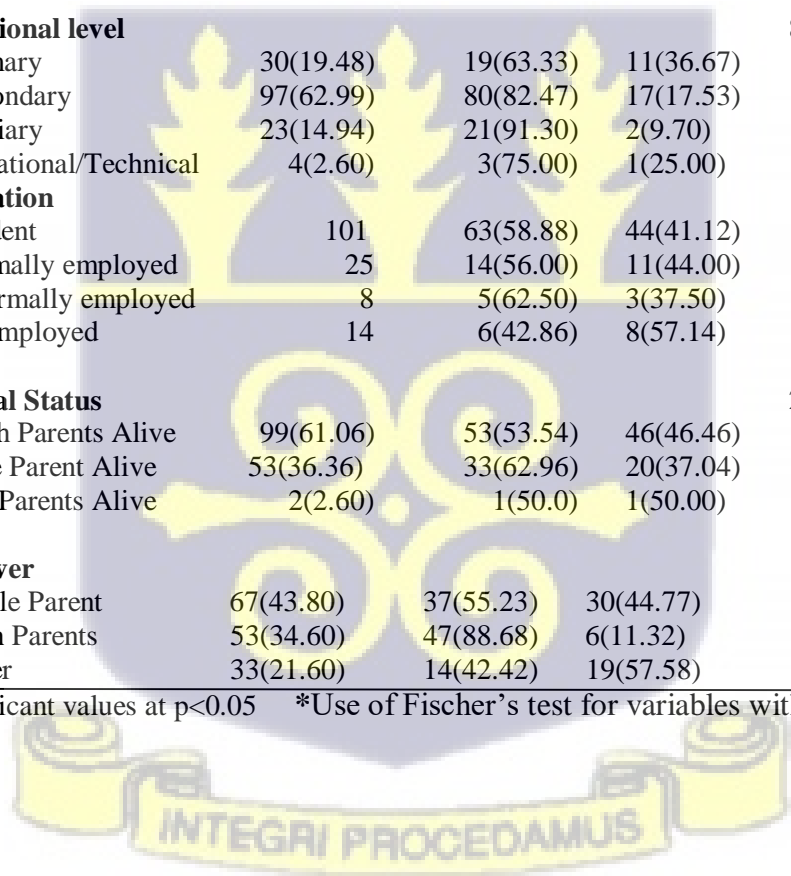 ional level 8
nary 30(19.48) 19(63.33) 11(36.67)
ondary 97(62.99) 80(82.47) 17(17.53)
iary 23(14.94) 21(91.30) 2(9.70)
ational/Technical 4(2.60) 3(75.00) 1(25.00)
ation
dent 101 63(58.88) 44(41.12)
mally employed 25 14(56.00) 11(44.00)
rmally employed 8 5(62.50) 3(37.50)
mployed 14 6(42.86) 8(57.14)
al Status
h Parents Alive 99(61.06) 53(53.54) 46(46.46)
e Parent Alive 53(36.36) 33(62.96) 20(37.04)
Parents Alive 2(2.60) 1(50.0) 1(50.00)
ver
le Parent 67(43.80) 37(55.23) 30(44.77)
n Parents 53(34.60) 47(88.68) 6(11.32)
er 33(21.60) 14(42.42) 19(57.58)
icant values at p<0.05 *Use of Fischer's test for variables wit
INTEGRI PROCEDAMUS